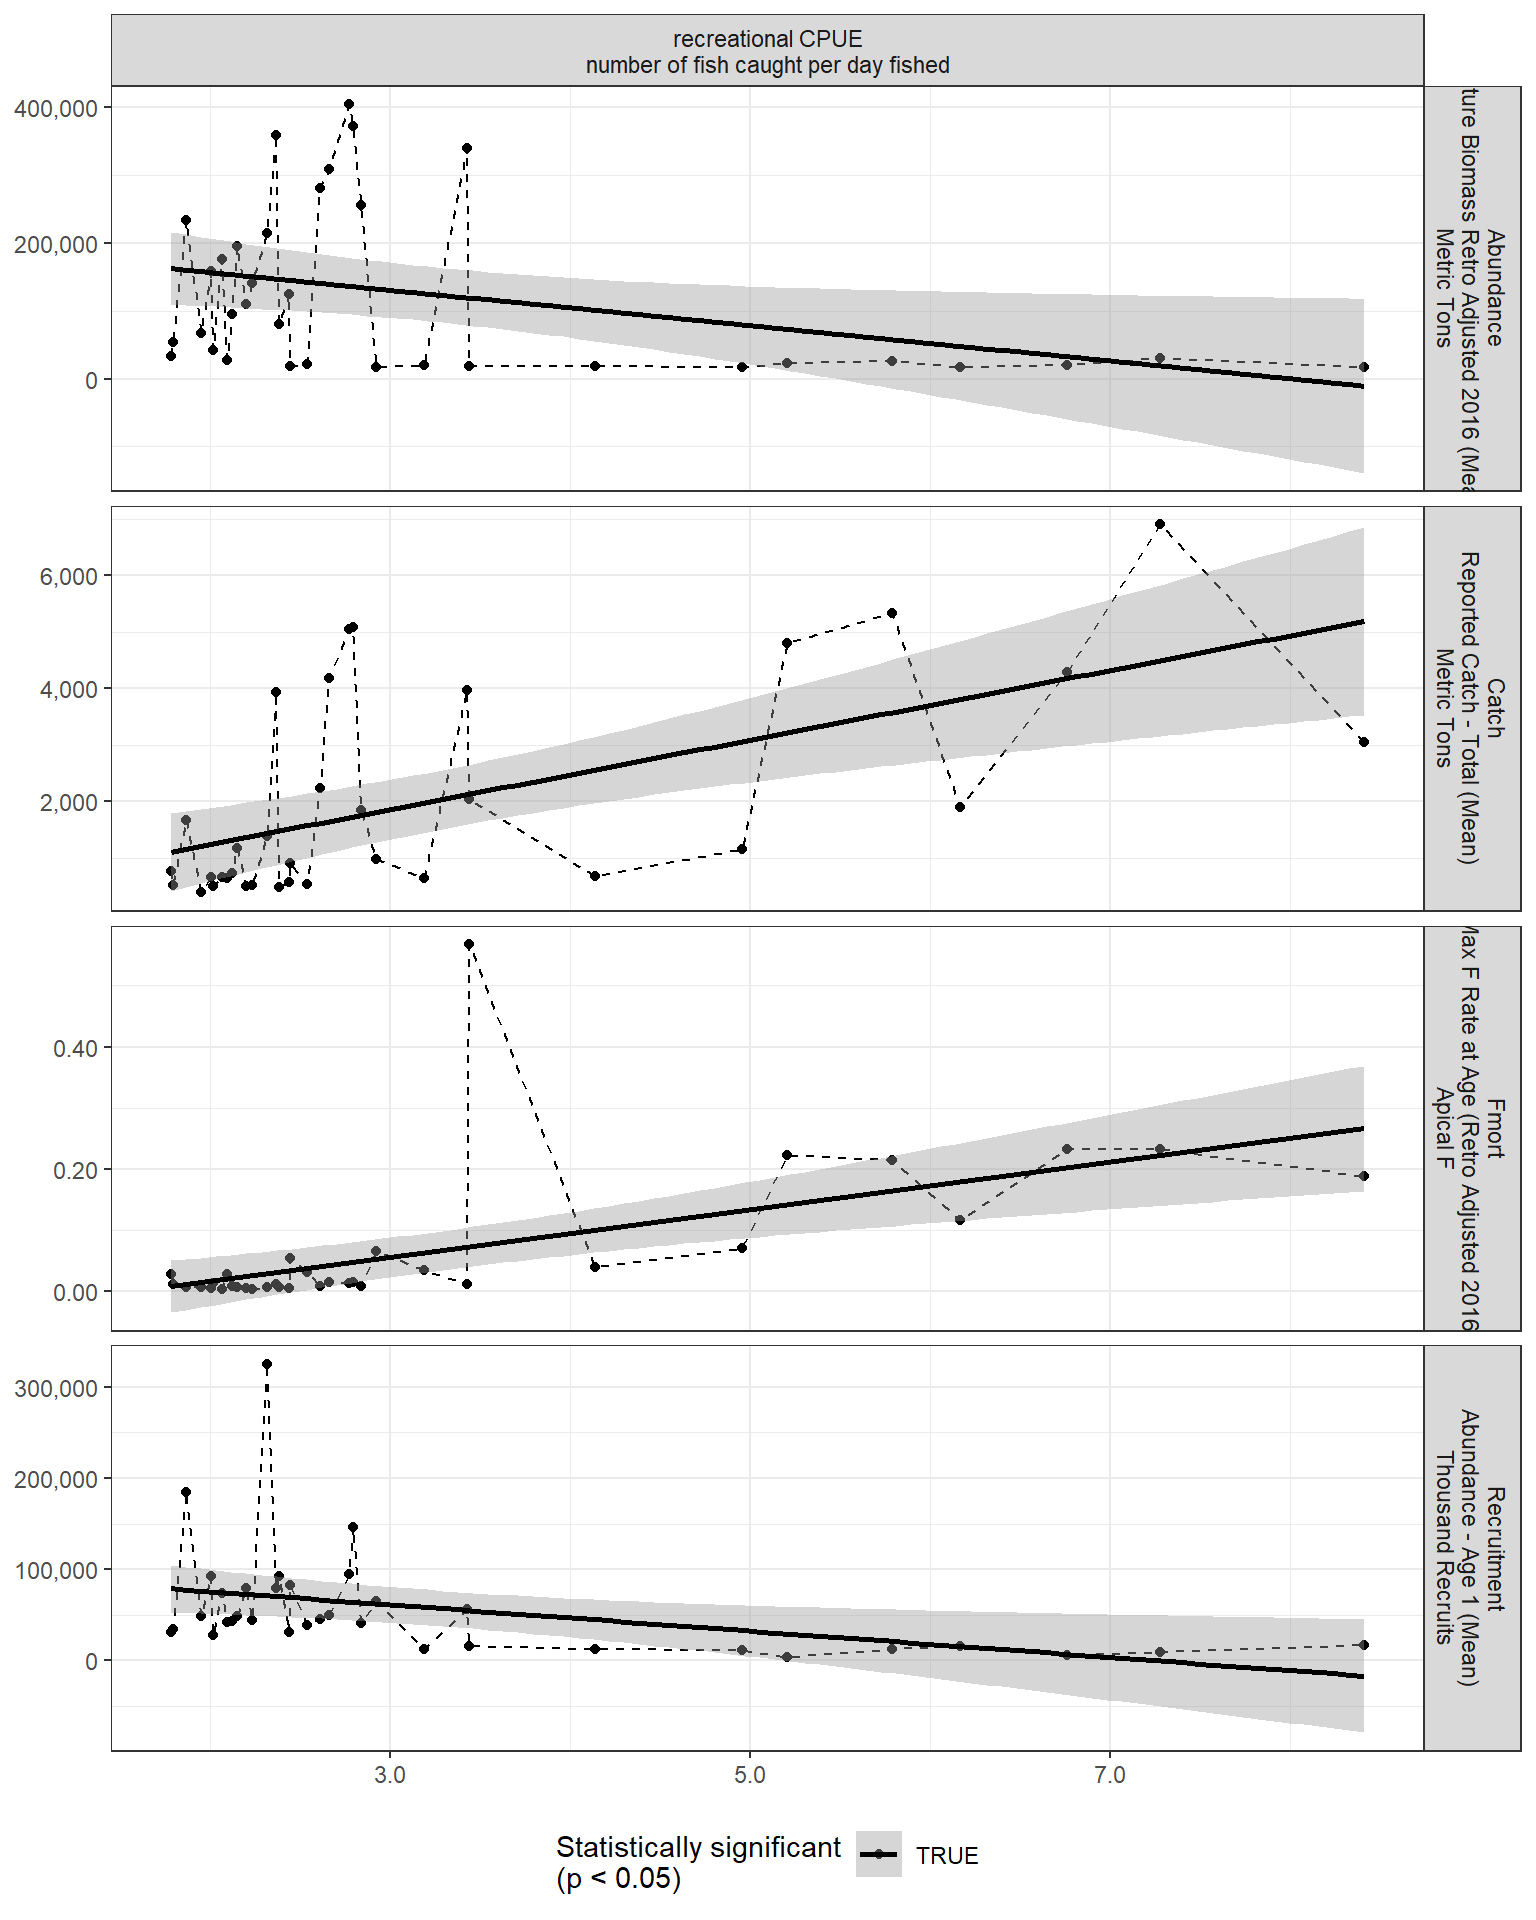 recreational CPUE
number of fish caught per day fished
400,000
200,000
0
Abundance
ture Biomass Retro Adjusted 2016 (Mea
Metric Tons
6,000
4,000
2,000
Catch
Reported Catch - Total (Mean)
Metric Tons
0.40
0.20
0.00
Fmort
Max F Rate at Age (Retro Adjusted 2016
Apical F
300,000
200,000
100,000
0
Recruitment
Abundance - Age 1 (Mean)
Thousand Recruits
3.0
5.0
7.0
Statistically significant
(p < 0.05)
TRUE